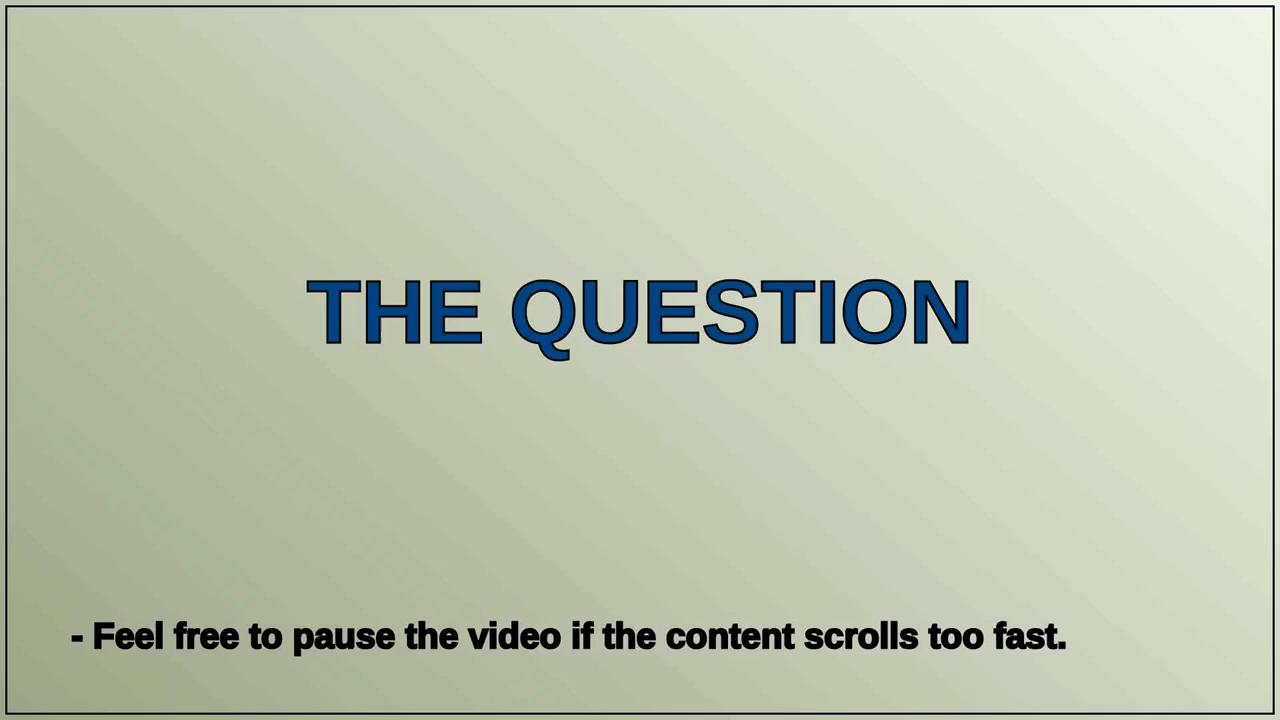 THE QUESTION
- Feel free to pause the video if the content scrolls too fast.